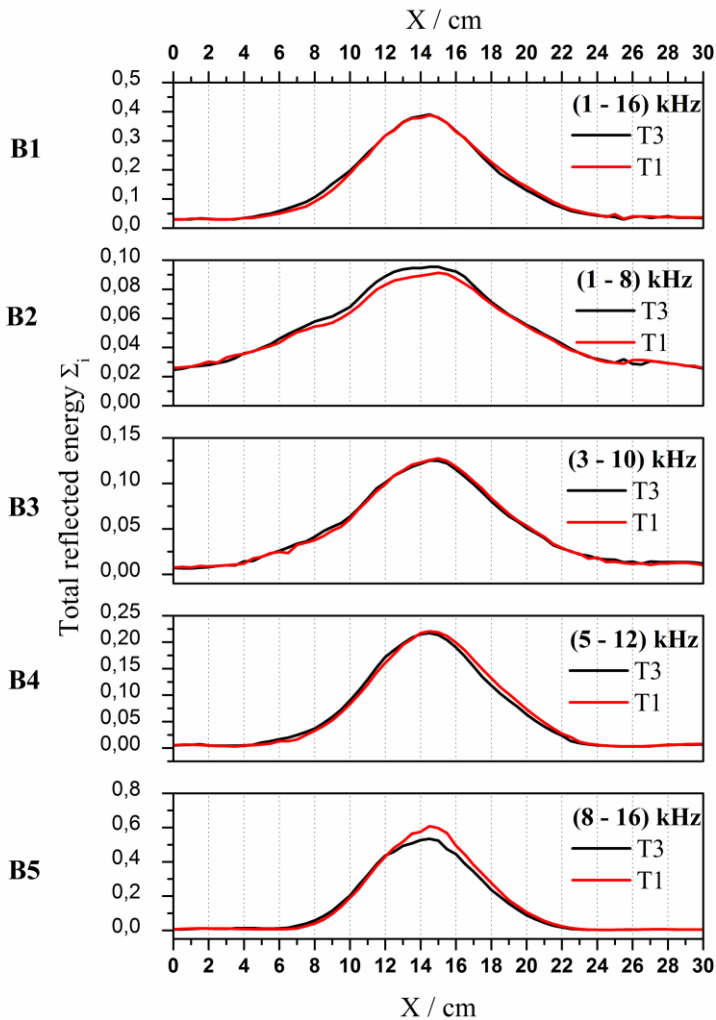 X / cm
0 2 4 6 8 10 12 14 16 18 20 22 24 26 28 30
Total reflected energy Σi
B1
0,5
0,4
0,3
0,2
0,1
0,0
(1 - 16) kHz
T3
T1
B2
0,10
0,08
0,06
0,04
0,02
0,00
(1 - 8) kHz
T3
T1
B3
0,15
0,10
0,05
0,00
(3 - 10) kHz
T3
T1
B4
0,25
0,20
0,15
0,10
0,05
0,00
(5 - 12) kHz
T3
T1
B5
0,8
0,6
0,4
0,2
0,0
(8 - 16) kHz
T3
T1
0 2 4 6 8 10 12 14 16 18 20 22 24 26 28 30
X / cm